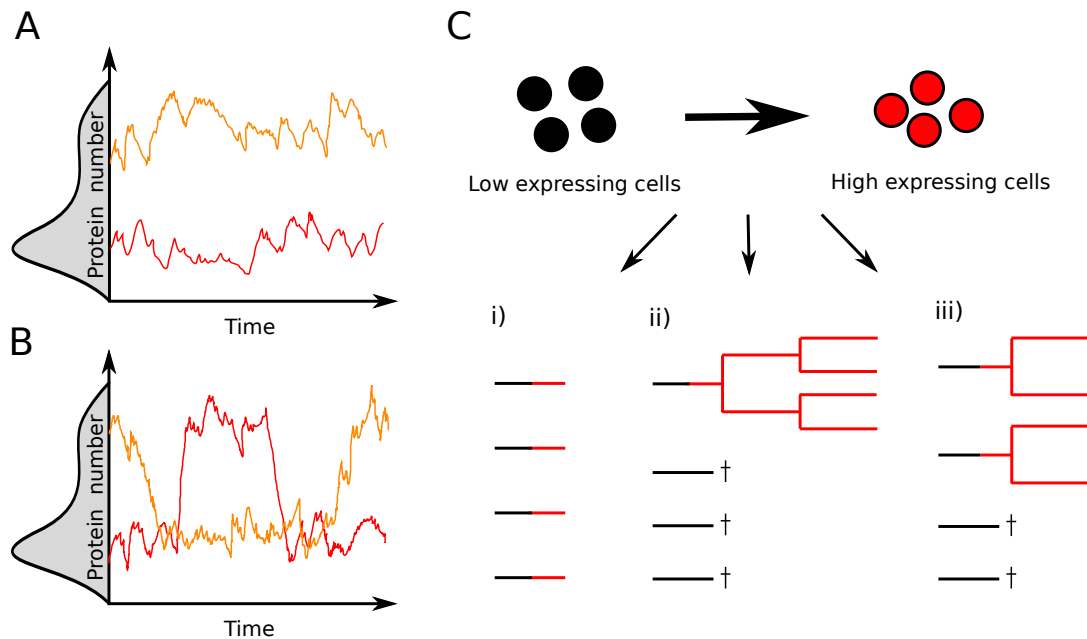 A
Protein number
Time
B
Protein number
Time
C
Low expressing cells
High expressing cells
i)
ii)
iii)
†
†
†
†
†